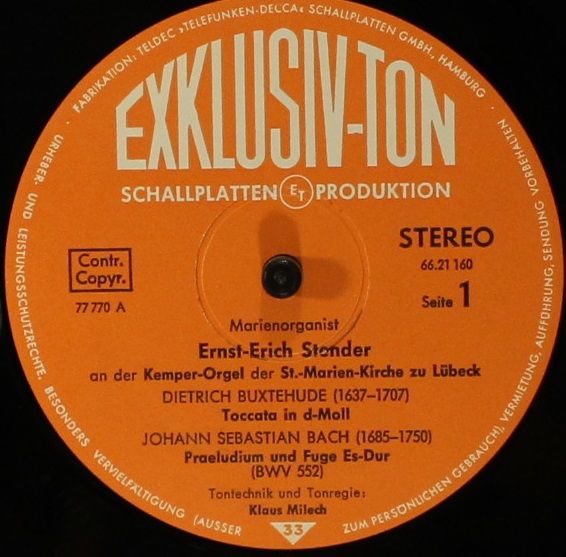 FABRIKATION: TELDEC »TELEFUNKEN-DECCA« SCHALLPLATTEN GMBH., HAMBURG ·
EXKLUSIV-TON
SCHALLPLATTEN ET PRODUKTION
Contr.
Copyr.
77 770 A
STEREO
66.21 160
Seite 1
Marienorganist
Ernst-Erich Stender
an der Kemper-Orgel der St.-Marien-Kirche zu Lübeck
DIETRICH BUXTEHUDE (1637–1707)
Toccata in d-Moll
JOHANN SEBASTIAN BACH (1685–1750)
Praeludium und Fuge Es-Dur
(BWV 552)
Tontechnik und Tonregie:
Klaus Milech
33
URHEBER- UND LEISTUNGSSCHUTZRECHTE, BESONDERS VERVIELFÄLTIGUNG (AUSSER ZUM PERSÖNLICHEN GEBRAUCH), VERMIETUNG, AUFFÜHRUNG, SENDUNG VORBEHALTEN ·